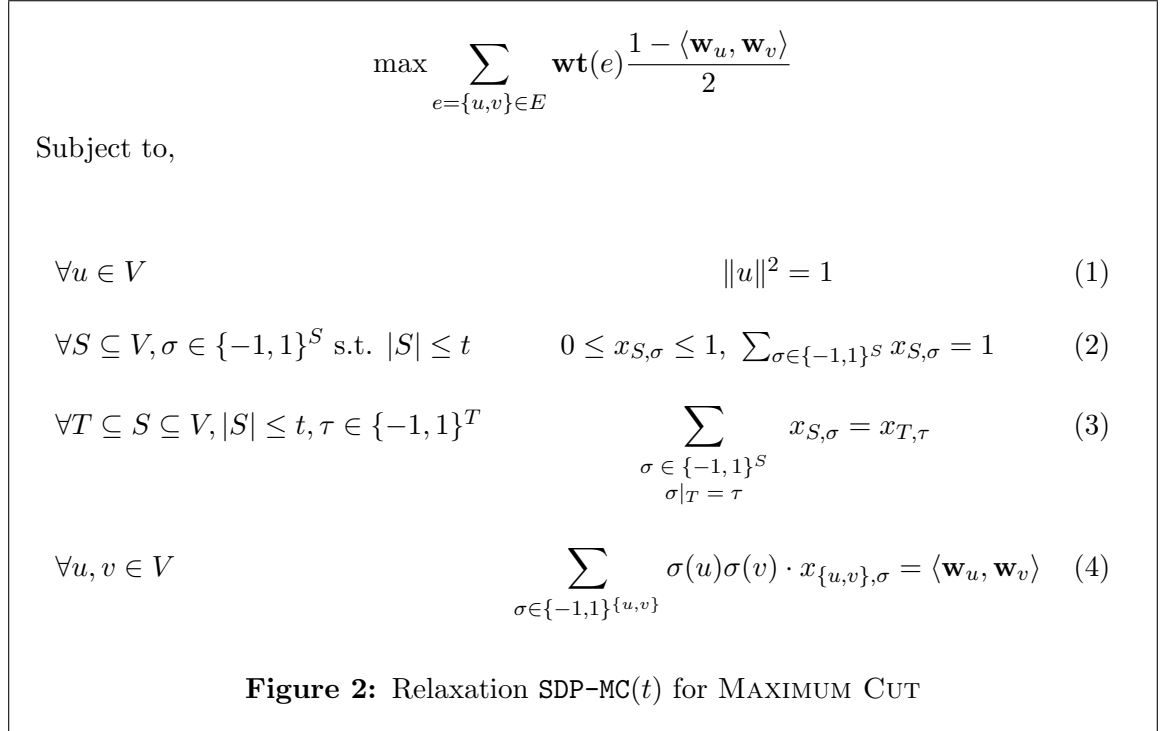 max ∑_{e={u,v}∈E} wt(e) (1 − ⟨w_u, w_v⟩)/2
Subject to,
∀u ∈ V ‖u‖² = 1 (1)
∀S ⊆ V, σ ∈ {−1, 1}^S s.t. |S| ≤ t 0 ≤ x_{S,σ} ≤ 1, ∑_{σ∈{−1,1}^S} x_{S,σ} = 1 (2)
∀T ⊆ S ⊆ V, |S| ≤ t, τ ∈ {−1, 1}^T ∑_{σ ∈ {−1, 1}^S σ|_T = τ} x_{S,σ} = x_{T,τ} (3)
∀u, v ∈ V ∑_{σ∈{−1,1}^{{u,v}}} σ(u)σ(v) · x_{{u,v},σ} = ⟨w_u, w_v⟩ (4)
Figure 2: Relaxation SDP-MC(t) for MAXIMUM CUT